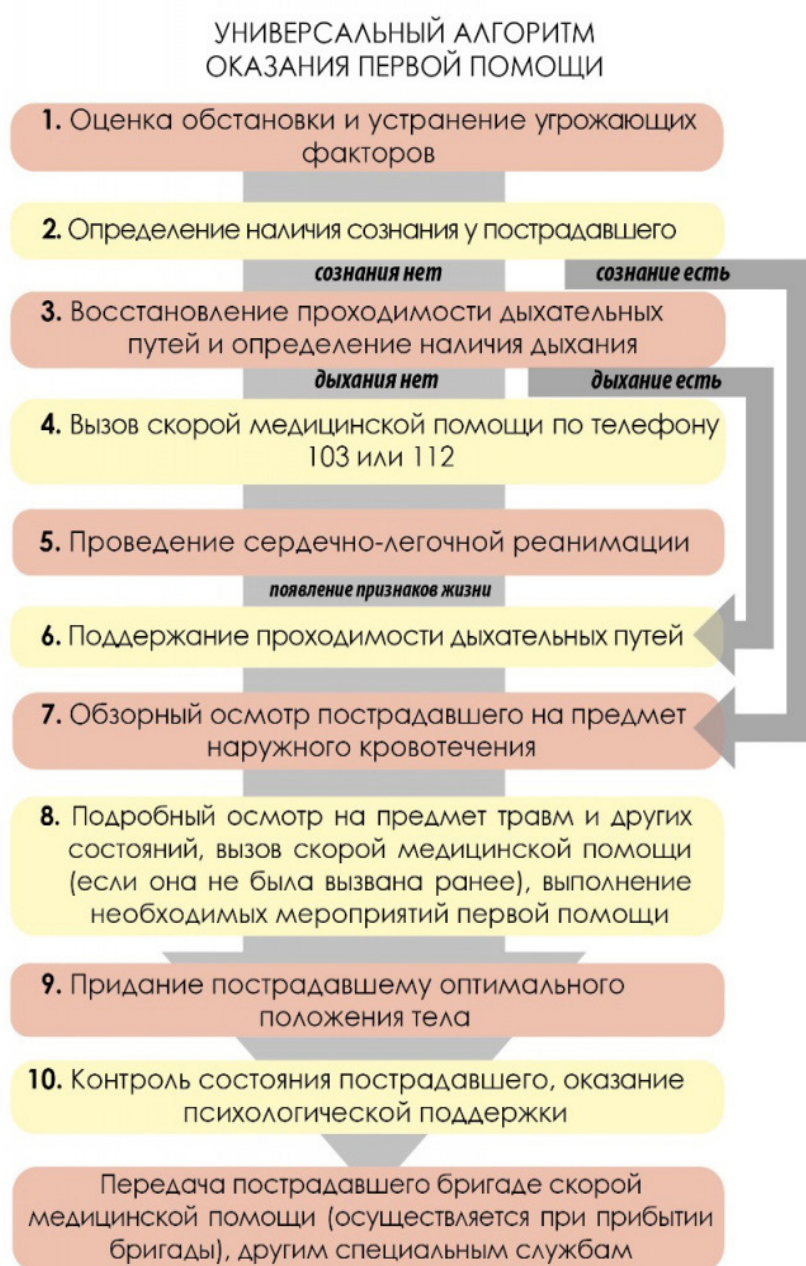 УНИВЕРСАЛЬНЫЙ АЛГОРИТМ
ОКАЗАНИЯ ПЕРВОЙ ПОМОЩИ
1. Оценка обстановки и устранение угрожающих
факторов
2. Определение наличия сознания у пострадавшего
сознания нет
сознание есть
3. Восстановление проходимости дыхательных
путей и определение наличия дыхания
дыхания нет
дыхание есть
4. Вызов скорой медицинской помощи по телефону
103 или 112
5. Проведение сердечно-легочной реанимации
появление признаков жизни
6. Поддержание проходимости дыхательных путей
7. Обзорный осмотр пострадавшего на предмет
наружного кровотечения
8. Подробный осмотр на предмет травм и других
состояний, вызов скорой медицинской помощи
(если она не была вызвана ранее), выполнение
необходимых мероприятий первой помощи
9. Придание пострадавшему оптимального
положения тела
10. Контроль состояния пострадавшего, оказание
психологической поддержки
Передача пострадавшего бригаде скорой
медицинской помощи (осуществляется при прибытии
бригады), другим специальным службам